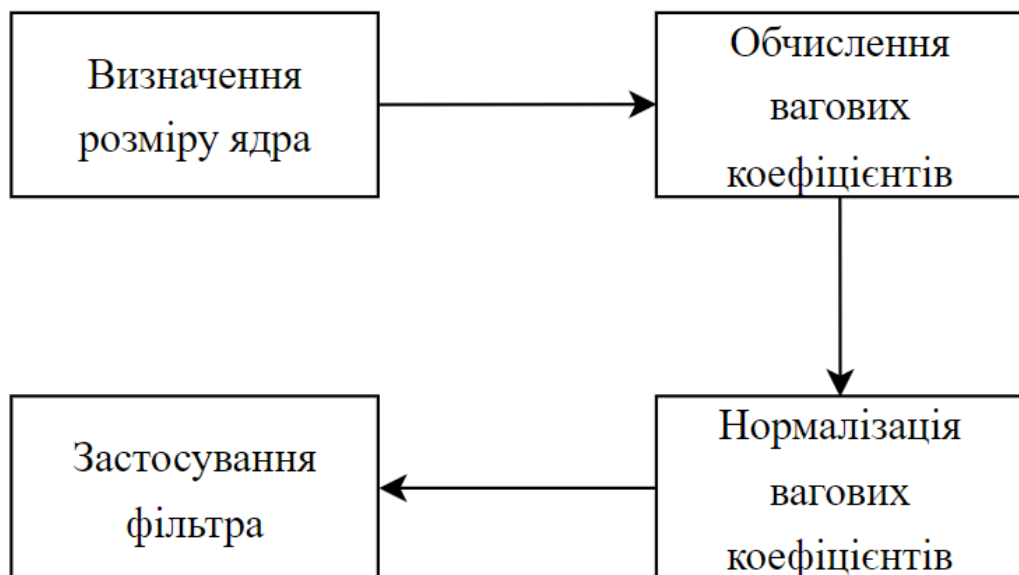 Визначення
розміру ядра
Обчислення
вагових
коефіцієнтів
Нормалізація
вагових
коефіцієнтів
Застосування
фільтра